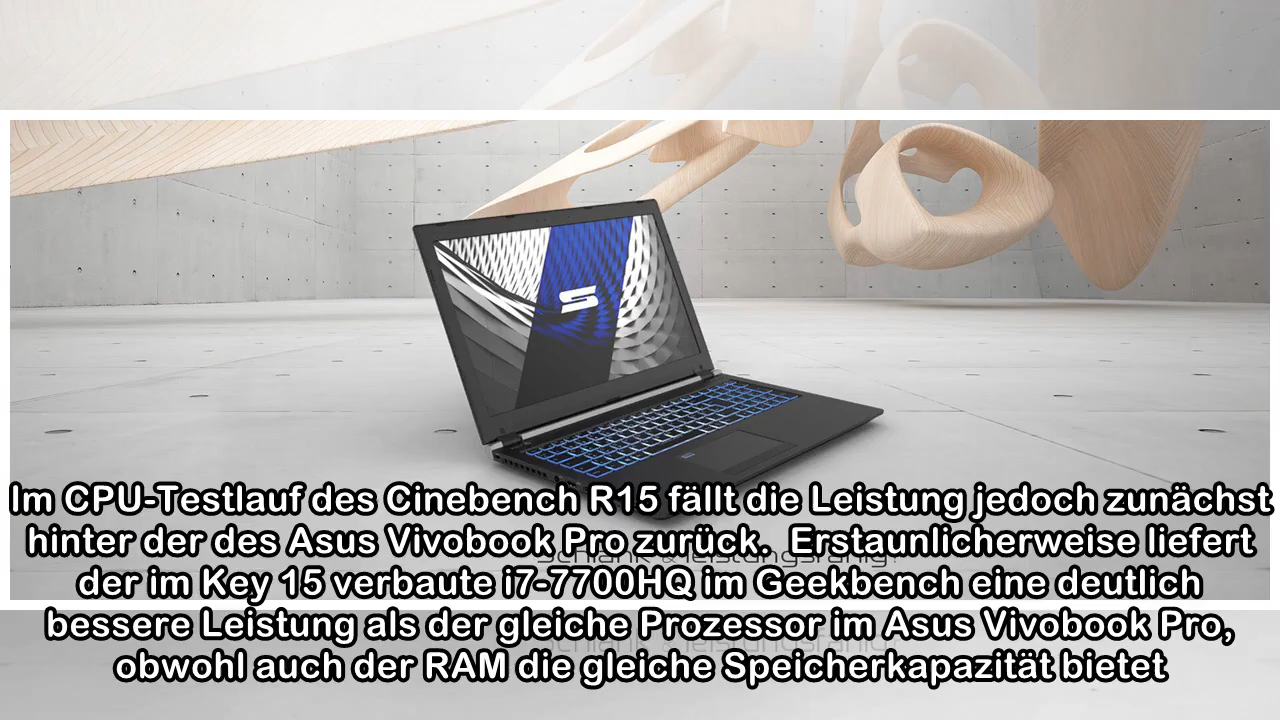 S
Im CPU-Testlauf des Cinebench R15 fällt die Leistung jedoch zunächst
hinter der des Asus Vivobook Pro zurück.  Erstaunlicherweise liefert
Schlank & leistungsfähig!
der im Key 15 verbaute i7-7700HQ im Geekbench eine deutlich
bessere Leistung als der gleiche Prozessor im Asus Vivobook Pro,
obwohl auch der RAM die gleiche Speicherkapazität bietet